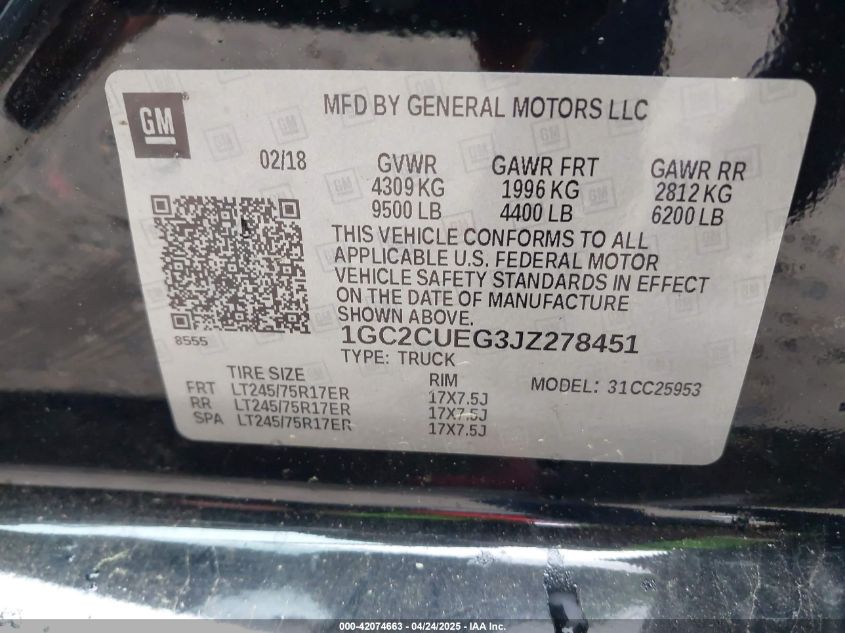 GM
MFD BY GENERAL MOTORS LLC
02/18
GVWR GAWR FRT GAWR RR
4309 KG 1996 KG 2812 KG
9500 LB 4400 LB 6200 LB
THIS VEHICLE CONFORMS TO ALL
APPLICABLE U.S. FEDERAL MOTOR
VEHICLE SAFETY STANDARDS IN EFFECT
ON THE DATE OF MANUFACTURE
SHOWN ABOVE.
8555
1GC2CUEG3JZ278451
TYPE: TRUCK
TIRE SIZE RIM MODEL: 31CC25953
FRT LT245/75R17ER 17X7.5J
RR LT245/75R17ER 17X7.5J
SPA LT245/75R17ER 17X7.5J
000-42074663 - 04/24/2025 - IAA Inc.